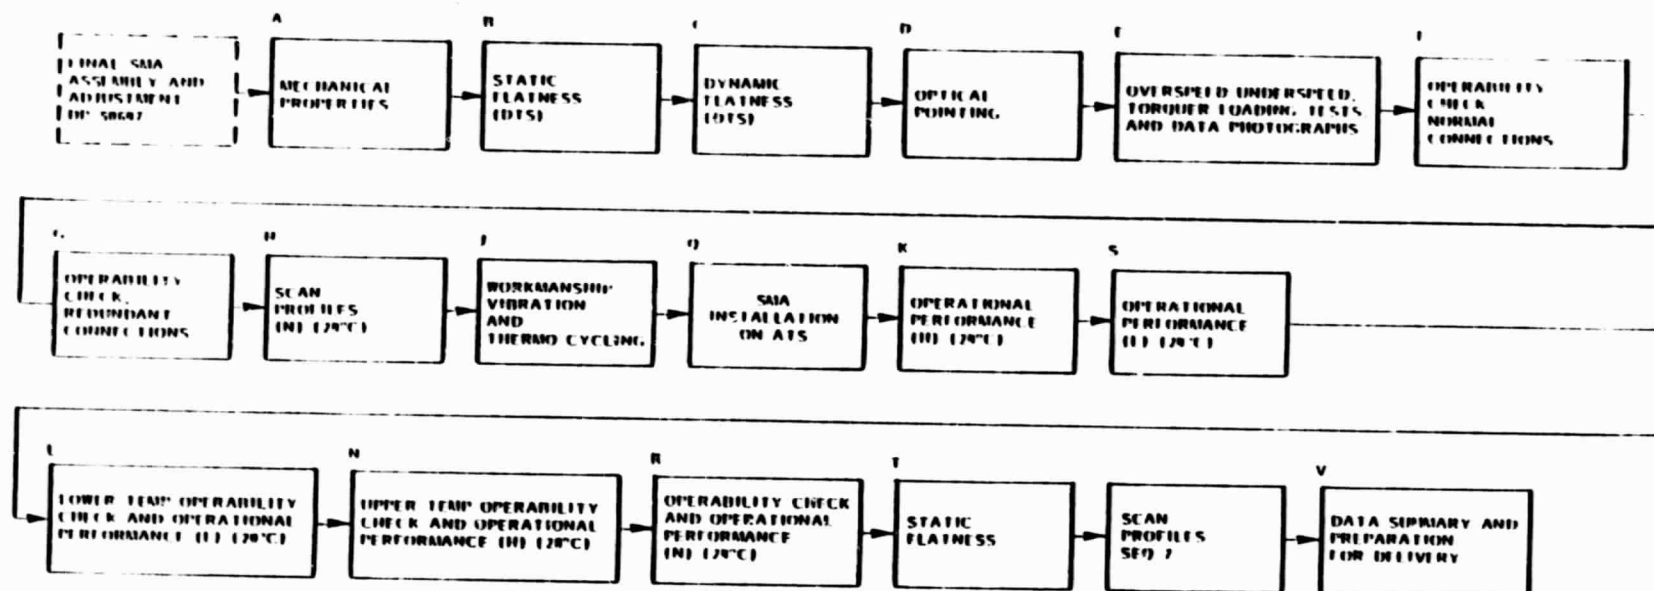 A
B
C
D
E
F
FINAL SMA
ASSEMBLY AND
ADJUSTMENT
MECHANICAL
PROPERTIES
STATIC
FLATNESS
(DTS)
DYNAMIC
FLATNESS
(DTS)
OPTICAL
POINTING
OVERSPEED UNDERSPEED,
TORQUER LOADING TESTS
AND DATA PHOTOGRAPHS
OPERABILITY
CHECK
NORMAL
CONNECTIONS
G
H
J
Q
K
S
OPERABILITY
CHECK,
REDUNDANT
CONNECTIONS
SCAN
PROFILES
WORKMANSHIP
VIBRATION
AND
THERMO CYCLING
SMA
INSTALLATION
ON ATS
OPERATIONAL
PERFORMANCE
OPERATIONAL
PERFORMANCE
L
N
R
T
V
LOWER TEMP OPERABILITY
CHECK AND OPERATIONAL
PERFORMANCE
UPPER TEMP OPERABILITY
CHECK AND OPERATIONAL
PERFORMANCE
OPERABILITY CHECK
AND OPERATIONAL
PERFORMANCE
STATIC
FLATNESS
SCAN
PROFILES
SEQ 2
DATA SUMMARY AND
PREPARATION
FOR DELIVERY